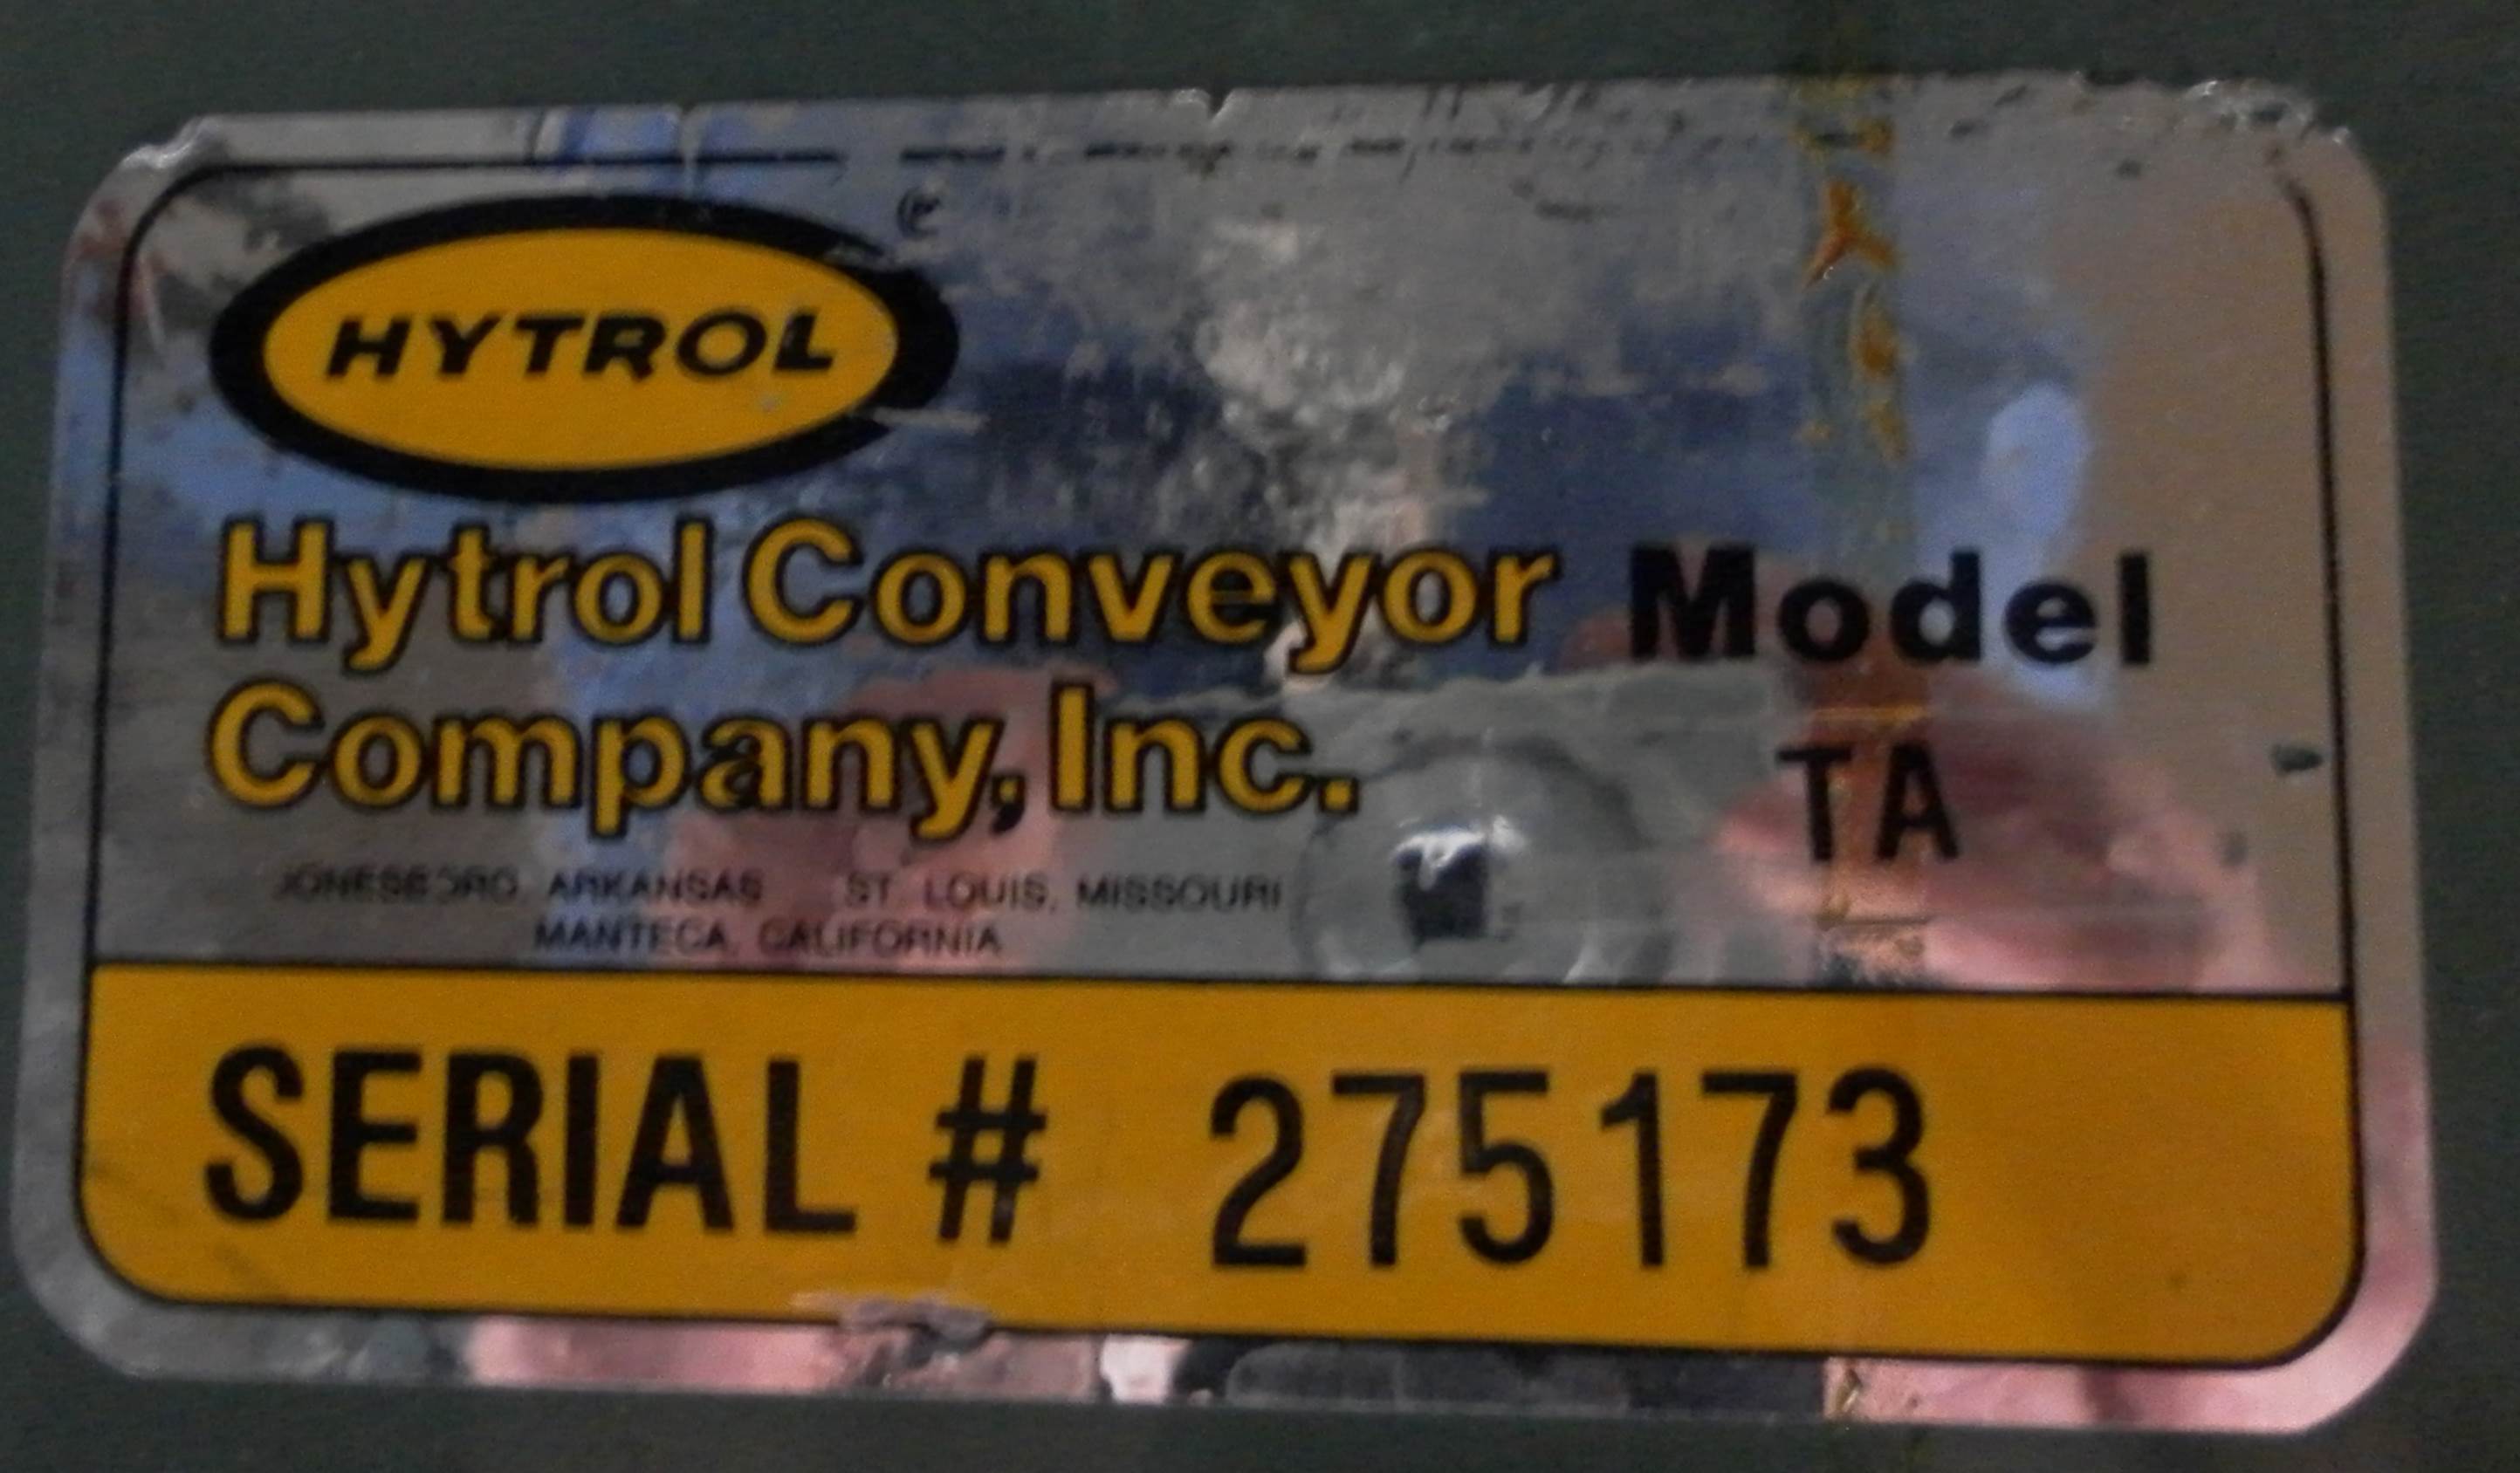 HYTROL
Hytrol Conveyor
Company, Inc.
Model
TA
JONESBORO, ARKANSAS ST. LOUIS, MISSOURI
MANTECA, CALIFORNIA
SERIAL # 275173